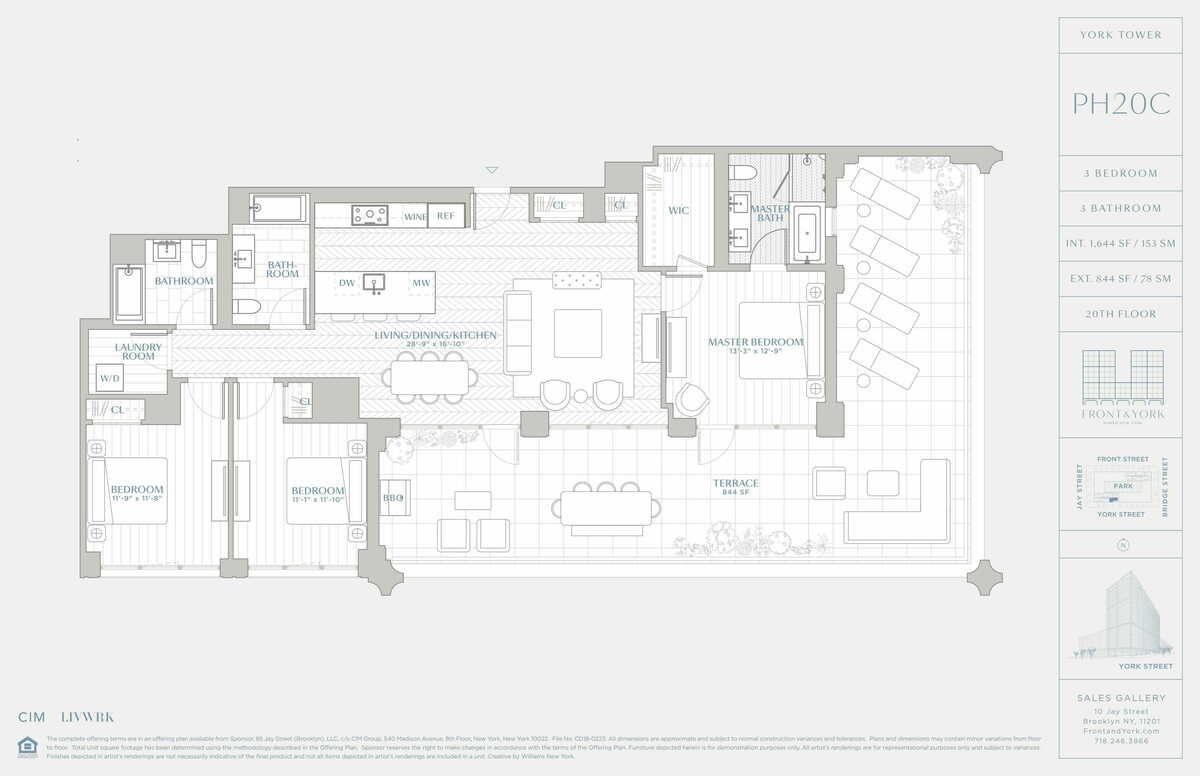 YORK TOWER
PH20C
3 BEDROOM
3 BATHROOM
INT. 1,644 SF / 153 SM
EXT. 844 SF / 78 SM
20TH FLOOR
FRONT & YORK
FRONT STREET
JAY STREET
PARK
BRIDGE STREET
YORK STREET
YORK STREET
SALES GALLERY
10 Jay Street
Brooklyn NY, 11201
FrontandYork.com
718.246.2866
CL
CL
WIC
MASTER
BATH
WINE
REF
BATH-
ROOM
BATHROOM
DW
MW
LIVING/DINING/KITCHEN
28'-9" x 16'-10"
MASTER BEDROOM
13'-3" x 12'-9"
LAUNDRY
ROOM
W/D
CL
CL
BEDROOM
11'-9" x 11'-8"
BEDROOM
11'-1" x 11'-10"
BBQ
TERRACE
844 SF
CIM LIVWRK
The complete offering terms are in an offering plan available from Sponsor, 85 Jay Street (Brooklyn), LLC, c/o CIM Group, 540 Madison Avenue, 8th Floor, New York, New York 10022. File No. CD18-0223. All dimensions are approximate and subject to normal construction variances and tolerances. Plans and dimensions may contain minor variations from floor
to floor. Total Unit square footage has been determined using the methodology described in the Offering Plan. Sponsor reserves the right to make changes in accordance with the terms of the Offering Plan. Furniture depicted herein is for demonstration purposes only. All artist's renderings are for representational purposes only and subject to variances.
Finishes depicted in artist's renderings are not necessarily indicative of the final product and not all items depicted in artist's renderings are included in a unit. Creative by Williams New York.